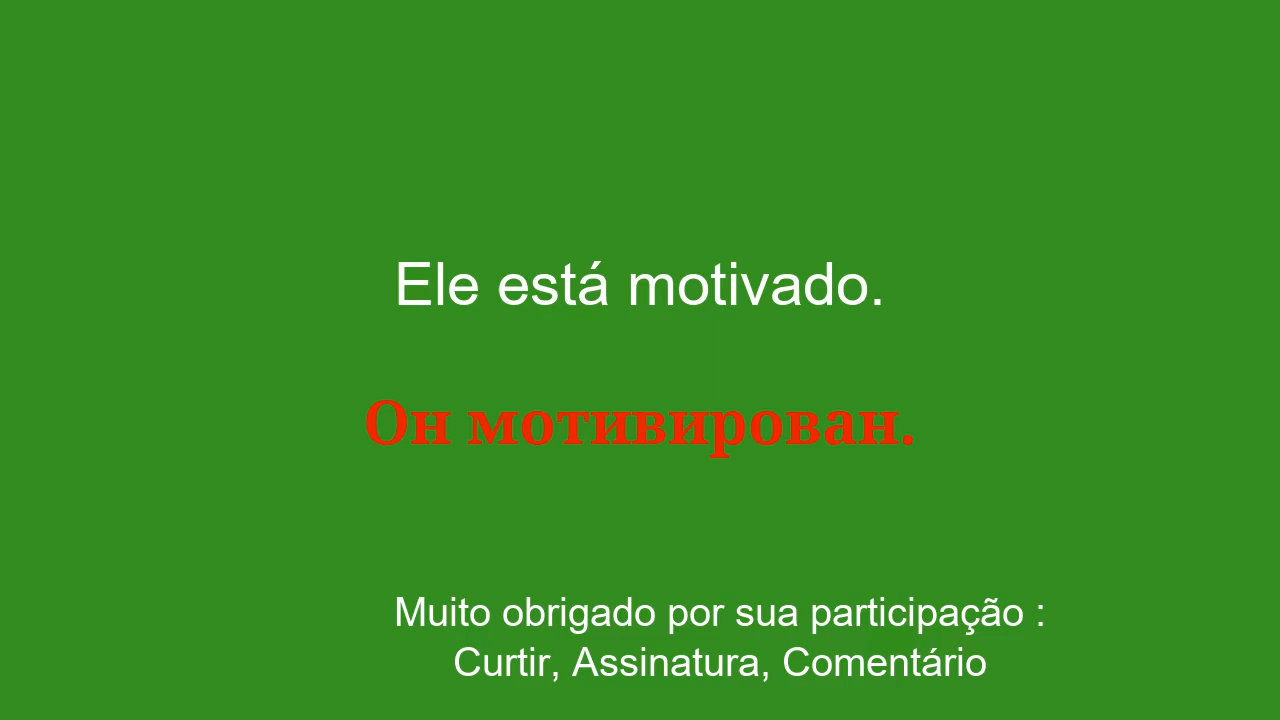 Ele está motivado.
Он мотивирован.
Muito obrigado por sua participação :
Curtir, Assinatura, Comentário